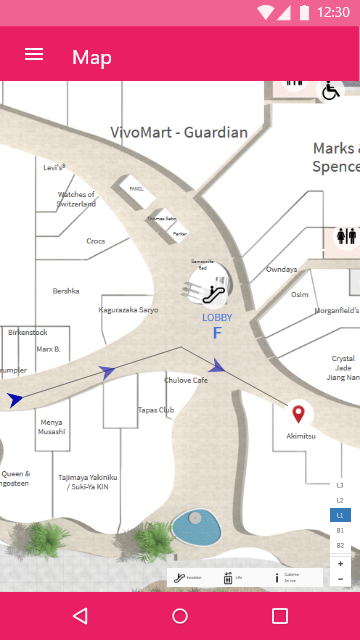 12:30
Map
VivoMart - Guardian
Marks &
Spence
Levi's®
Watches of
Switzerland
PANCL
Thomas Sabo
Parker
Crocs
Samsonite
Red
Owndays
Bershka
Osim
Kagurazaka Saryo
Morganfield's
LOBBY
F
Birkenstock
Marx B.
rumpler
Crystal
Jade
Jiang Nan
Chulove Cafe
Tapas Club
Menya
Musashi
Akimitsu
Queen &
ngosteen
Tajimaya Yakiniku
/ Suki-Ya KIN
L3
L2
L1
B1
B2
+
−
Escalator
Lifts
Customer
Service